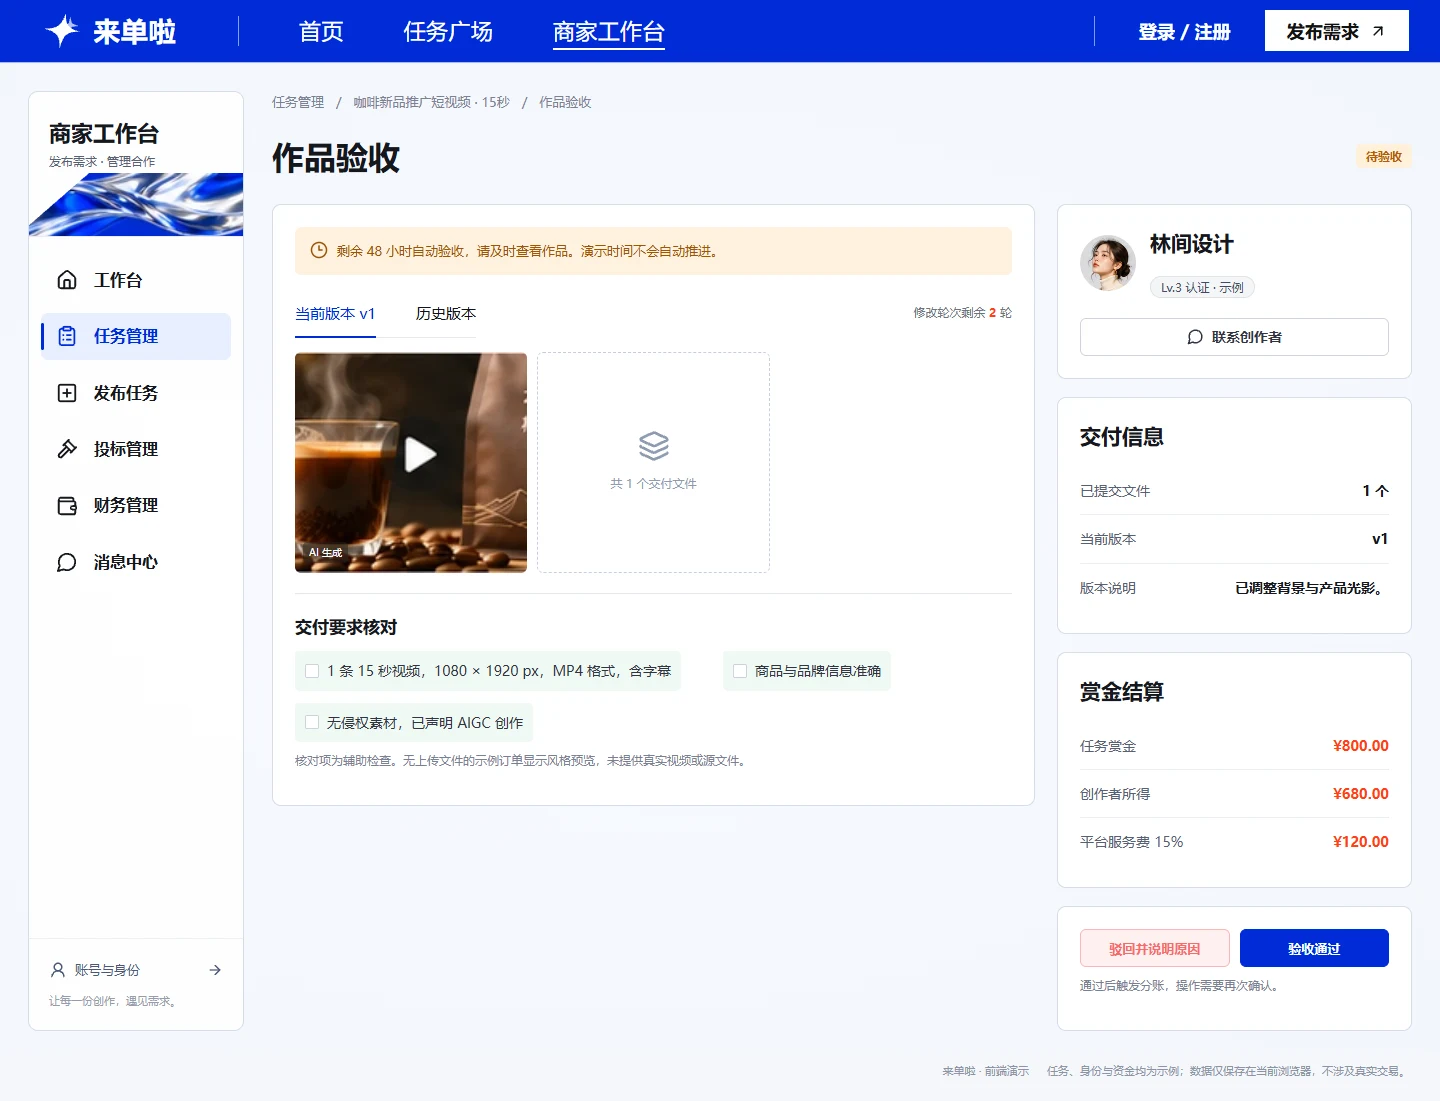 来单啦
首页
任务广场
商家工作台
登录 / 注册
发布需求
商家工作台
发布需求 · 管理合作
工作台
任务管理
发布任务
投标管理
财务管理
消息中心
账号与身份
让每一份创作，遇见需求。
任务管理 / 咖啡新品推广短视频 · 15秒 / 作品验收
作品验收
待验收
剩余 48 小时自动验收，请及时查看作品。演示时间不会自动推进。
当前版本 v1
历史版本
修改轮次剩余 2 轮
AI 生成
共 1 个交付文件
交付要求核对
1 条 15 秒视频，1080 × 1920 px，MP4 格式，含字幕
商品与品牌信息准确
无侵权素材，已声明 AIGC 创作
核对项为辅助检查。无上传文件的示例订单显示风格预览，未提供真实视频或源文件。
林间设计
Lv.3 认证 · 示例
联系创作者
交付信息
已提交文件 1 个
当前版本 v1
版本说明 已调整背景与产品光影。
赏金结算
任务赏金 ¥800.00
创作者所得 ¥680.00
平台服务费 15% ¥120.00
驳回并说明原因
验收通过
通过后触发分账，操作需要再次确认。
来单啦 · 前端演示 任务、身份与资金均为示例；数据仅保存在当前浏览器，不涉及真实交易。